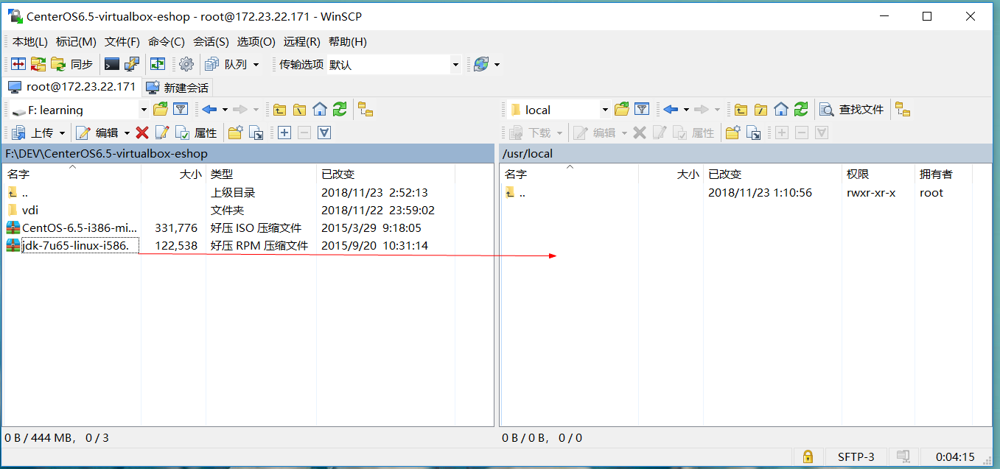 CenterOS6.5-virtualbox-eshop - root@172.23.22.171 - WinSCP
本地(L) 标记(M) 文件(F) 命令(C) 会话(S) 选项(O) 远程(R) 帮助(H)
同步 队列 传输选项 默认
root@172.23.22.171 新建会话
F: learning local 查找文件
上传 编辑 属性 下载 编辑 属性
F:\DEV\CenterOS6.5-virtualbox-eshop /usr/local
名字 大小 类型 已改变 名字 大小 已改变 权限 拥有者
.. 上级目录 2018/11/23 2:52:13 .. 2018/11/23 1:10:56 rwxr-xr-x root
vdi 文件夹 2018/11/22 23:59:02
CentOS-6.5-i386-mi... 331,776 好压 ISO 压缩文件 2015/3/29 9:18:05
jdk-7u65-linux-i586. 122,538 好压 RPM 压缩文件 2015/9/20 10:31:14
0 B / 444 MB, 0 / 3 0 B / 0 B, 0 / 0
SFTP-3 0:04:15